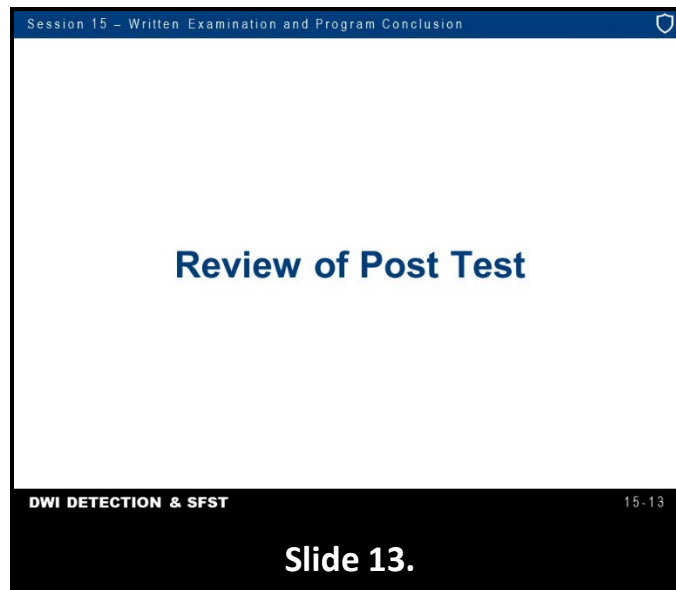 Session 15 – Written Examination and Program Conclusion
Review of Post Test
DWI DETECTION & SFST
15-13
Slide 13.